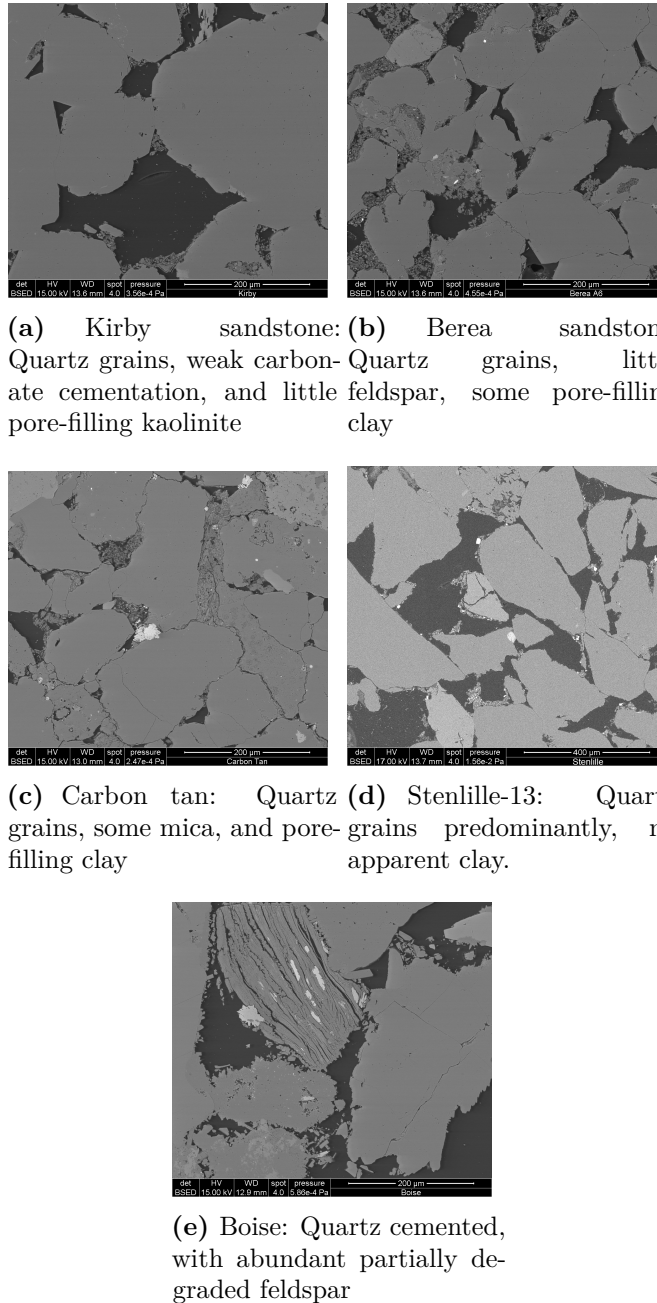 det HV WD spot pressure 200 µm
BSED 15.00 kV 13.6 mm 4.0 3.56e-4 Pa Kirby
det HV WD spot pressure 200 µm
BSED 15.00 kV 13.6 mm 4.0 4.55e-4 Pa Berea A6
(a) Kirby sandstone:
Quartz grains, weak carbon-
ate cementation, and little
pore-filling kaolinite
(b) Berea sandston
Quartz grains, litt
feldspar, some pore-fillin
clay
det HV WD spot pressure 200 µm
BSED 15.00 kV 13.0 mm 4.0 2.47e-4 Pa Carbon Tan
det HV WD spot pressure 400 µm
BSED 17.00 kV 13.7 mm 4.0 1.56e-2 Pa Stenlille
(c) Carbon tan: Quartz
grains, some mica, and pore-
filling clay
(d) Stenlille-13: Quar
grains predominantly, n
apparent clay.
det HV WD spot pressure 200 µm
BSED 15.00 kV 12.9 mm 4.0 5.86e-4 Pa Boise
(e) Boise: Quartz cemented,
with abundant partially de-
graded feldspar